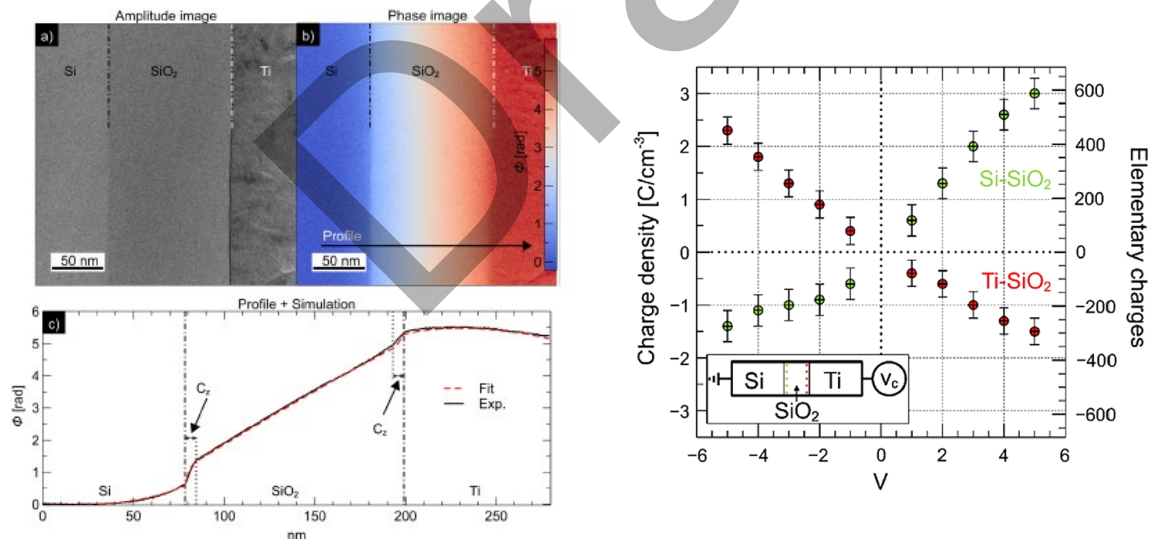 Amplitude image
Phase image
a)
b)
Si
SiO₂
Ti
Si
SiO₂
Ti
5
4
3
2
1
0
Φ [rad]
Profile
50 nm
50 nm
Profile + Simulation
c)
6
5
4
3
2
1
0
Φ [rad]
C_z
C_z
Fit
Exp.
Si
SiO₂
Ti
0
50
100
150
200
250
nm
3
2
1
0
−1
−2
−3
Charge density [C/cm⁻³]
600
400
200
0
−200
−400
−600
Elementary charges
Si-SiO₂
Ti-SiO₂
Si
Ti
V_c
SiO₂
−6
−4
−2
0
2
4
6
V